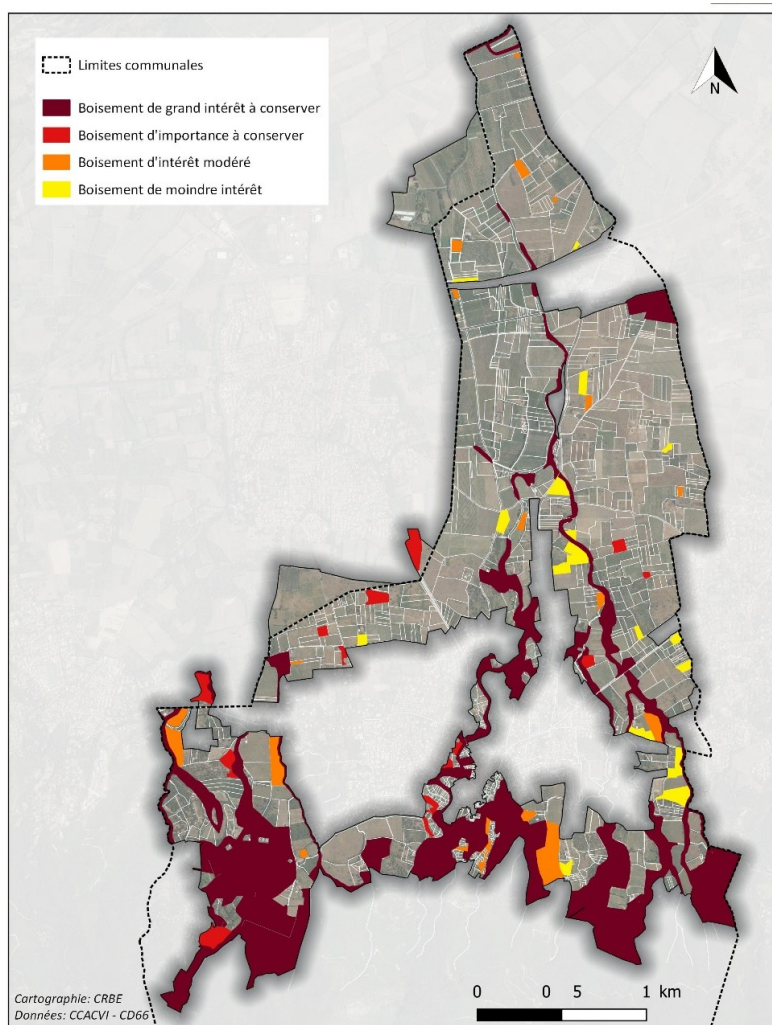 Limites communales
Boisement de grand intérêt à conserver
Boisement d'importance à conserver
Boisement d'intérêt modéré
Boisement de moindre intérêt
N
Cartographie: CRBE
Données: CCACVI - CD66
0 0 5 1 km